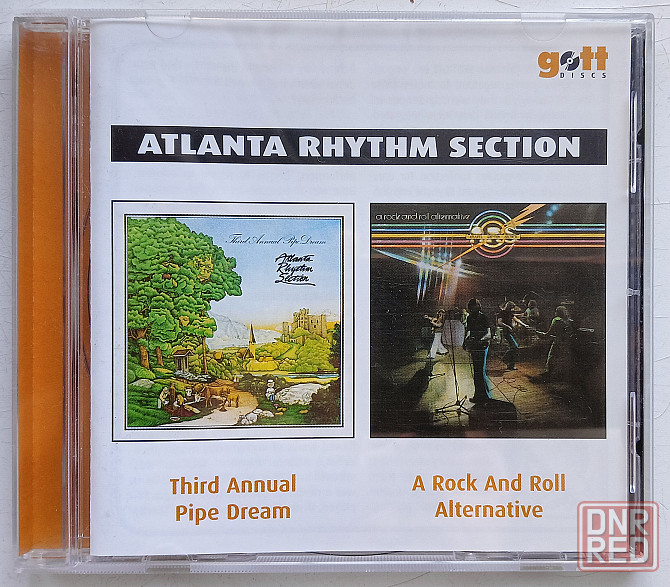 gott
DISCS
ATLANTA RHYTHM SECTION
Third Annual Pipe Dream
Atlanta
Rhythm
Section
a rock and roll alternative
Third Annual
Pipe Dream
A Rock And Roll
Alternative
DNR
RED